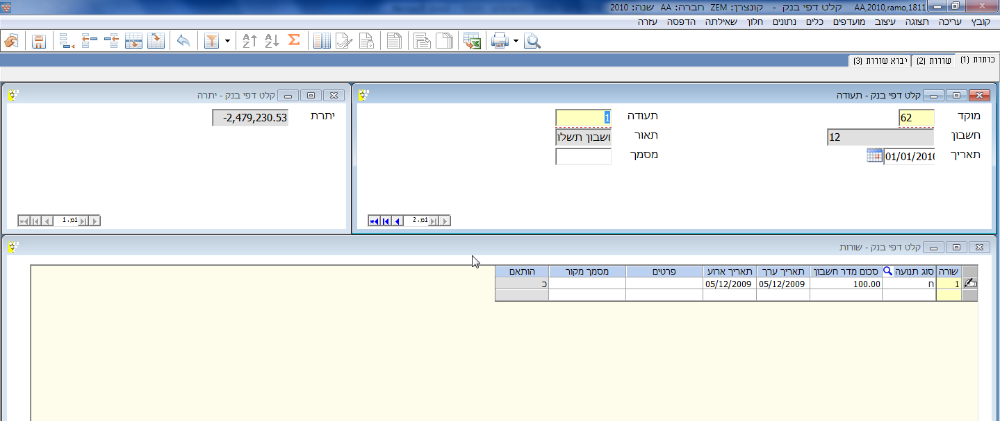 AA,2010,ramo,1811 קלט דפי בנק - קונצרן: ZEM חברה: AA שנה: 2010
קובץ עריכה תצוגה עיצוב מועדפים כלים נתונים חלון שאילתה הדפסה עזרה
כותרת (1) שורות (2) יבוא שורות (3)
קלט דפי בנק - תעודה
מוקד 62 תעודה 1
חשבון 12 תאור חשבון תשלו
תאריך 01/01/2010 מסמך
1מ: 2
קלט דפי בנק - יתרה
יתרת -2,479,230.53
1מ: 1
קלט דפי בנק - שורות
שורה סוג תנועה סכום מדר חשבון תאריך ערך תאריך ארוע פרטים מסמך מקור הותאם
1 ח 100.00 05/12/2009 05/12/2009 כ